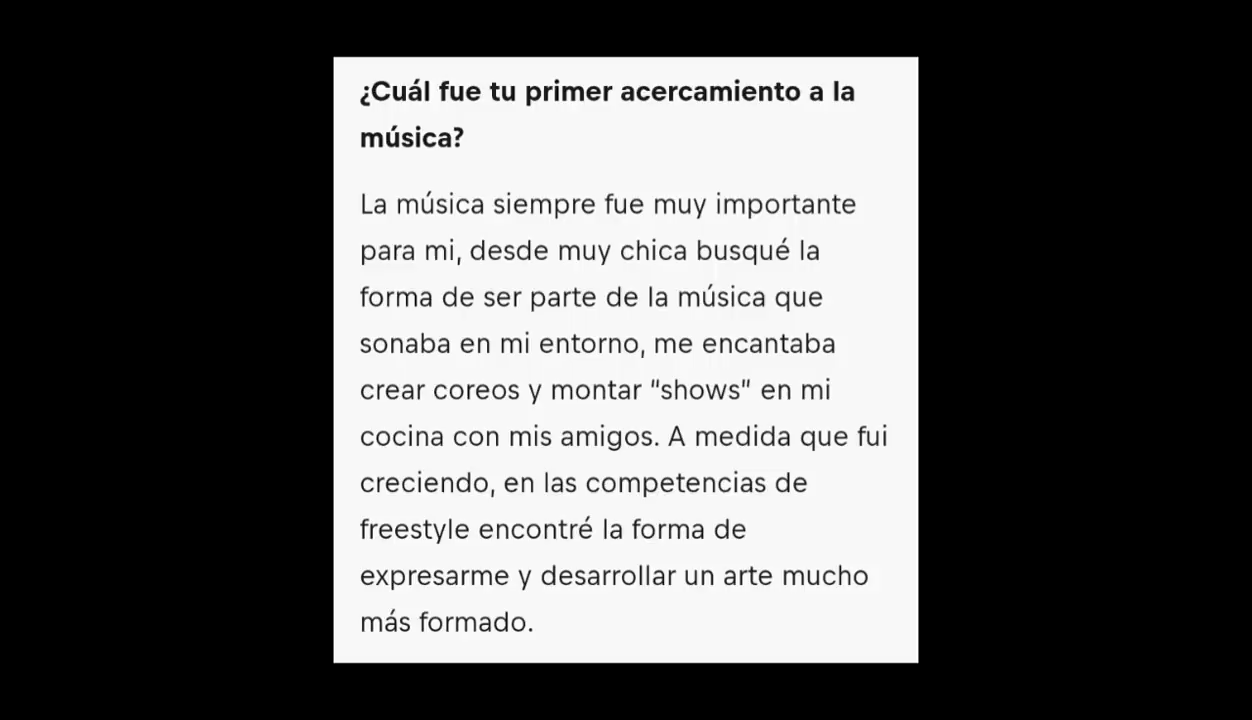 ¿Cuál fue tu primer acercamiento a la
música?
La música siempre fue muy importante
para mi, desde muy chica busqué la
forma de ser parte de la música que
sonaba en mi entorno, me encantaba
crear coreos y montar "shows" en mi
cocina con mis amigos. A medida que fui
creciendo, en las competencias de
freestyle encontré la forma de
expresarme y desarrollar un arte mucho
más formado.